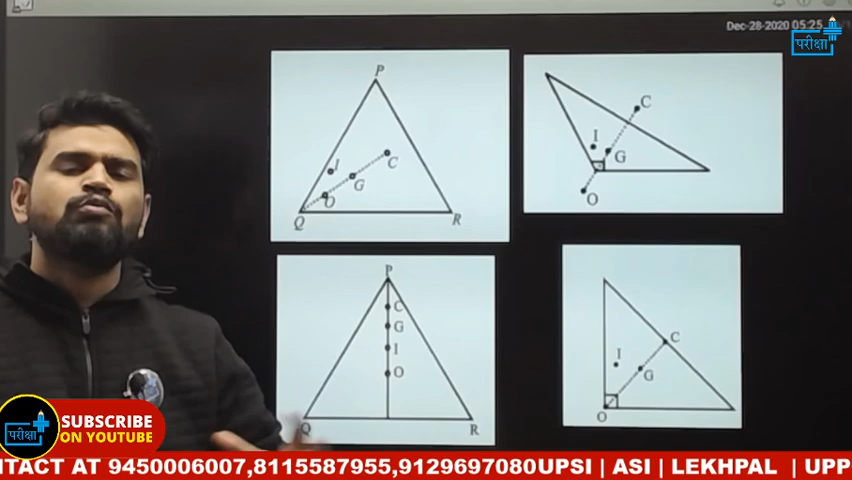 Dec-28-2020 05:25
परीक्षा
P
I
C
G
O
Q
R
C
I
G
O
P
C
G
I
O
Q
R
I
C
G
O
परीक्षा
SUBSCRIBE
ON YOUTUBE
NTACT AT 9450006007,8115587955,9129697080UPSI | ASI | LEKHPAL | UPP